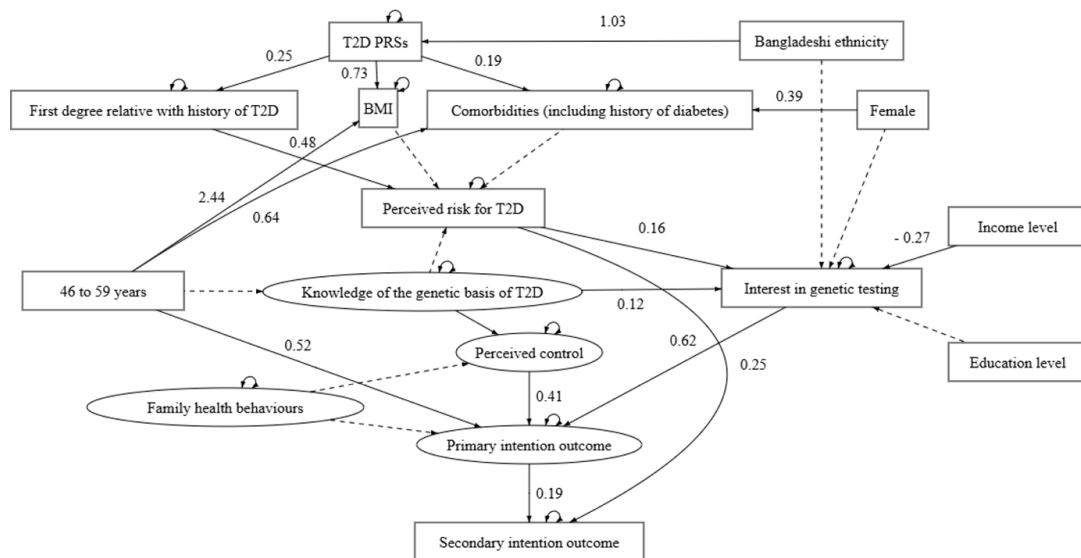 1.03
T2D PRSs
Bangladeshi ethnicity
0.25
0.73
0.19
First degree relative with history of T2D
BMI
Comorbidities (including history of diabetes)
0.39
Female
0.48
2.44
0.64
Perceived risk for T2D
0.16
- 0.27
Income level
46 to 59 years
Knowledge of the genetic basis of T2D
0.12
Interest in genetic testing
0.52
Perceived control
0.62
0.25
Education level
Family health behaviours
0.41
Primary intention outcome
0.19
Secondary intention outcome